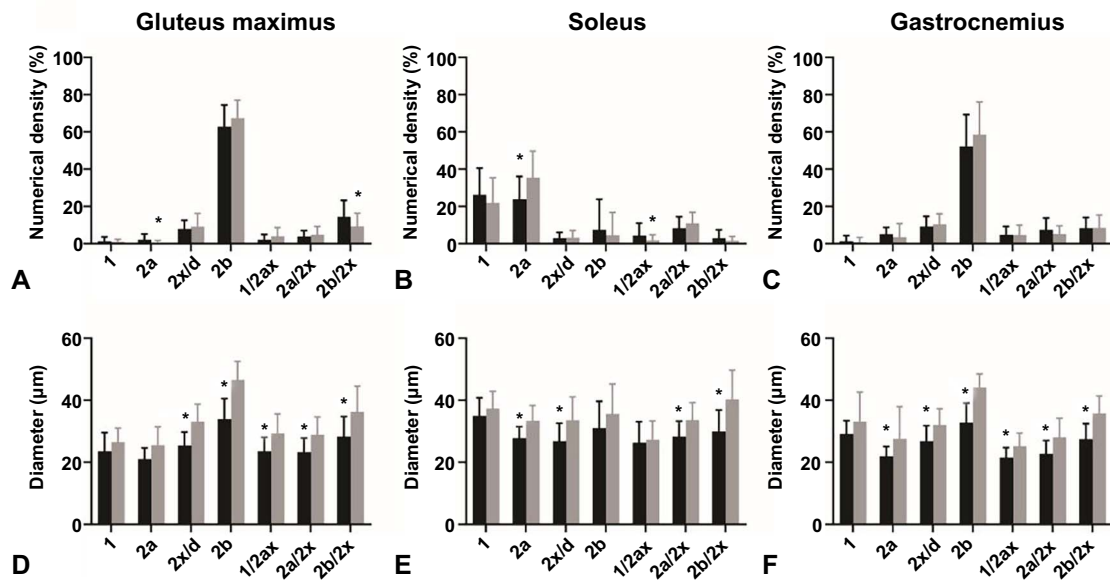 Gluteus maximus
Soleus
Gastrocnemius
Numerical density (%)
100
80
60
40
20
0
*
*
1
2a
2x/d
2b
1/2ax
2a/2x
2b/2x
A
Numerical density (%)
100
80
60
40
20
0
*
*
1
2a
2x/d
2b
1/2ax
2a/2x
2b/2x
B
Numerical density (%)
100
80
60
40
20
0
1
2a
2x/d
2b
1/2ax
2a/2x
2b/2x
C
Diameter (µm)
60
40
20
0
*
*
*
*
*
1
2a
2x/d
2b
1/2ax
2a/2x
2b/2x
D
Diameter (µm)
60
40
20
0
*
*
*
*
1
2a
2x/d
2b
1/2ax
2a/2x
2b/2x
E
Diameter (µm)
60
40
20
0
*
*
*
*
*
*
1
2a
2x/d
2b
1/2ax
2a/2x
2b/2x
F